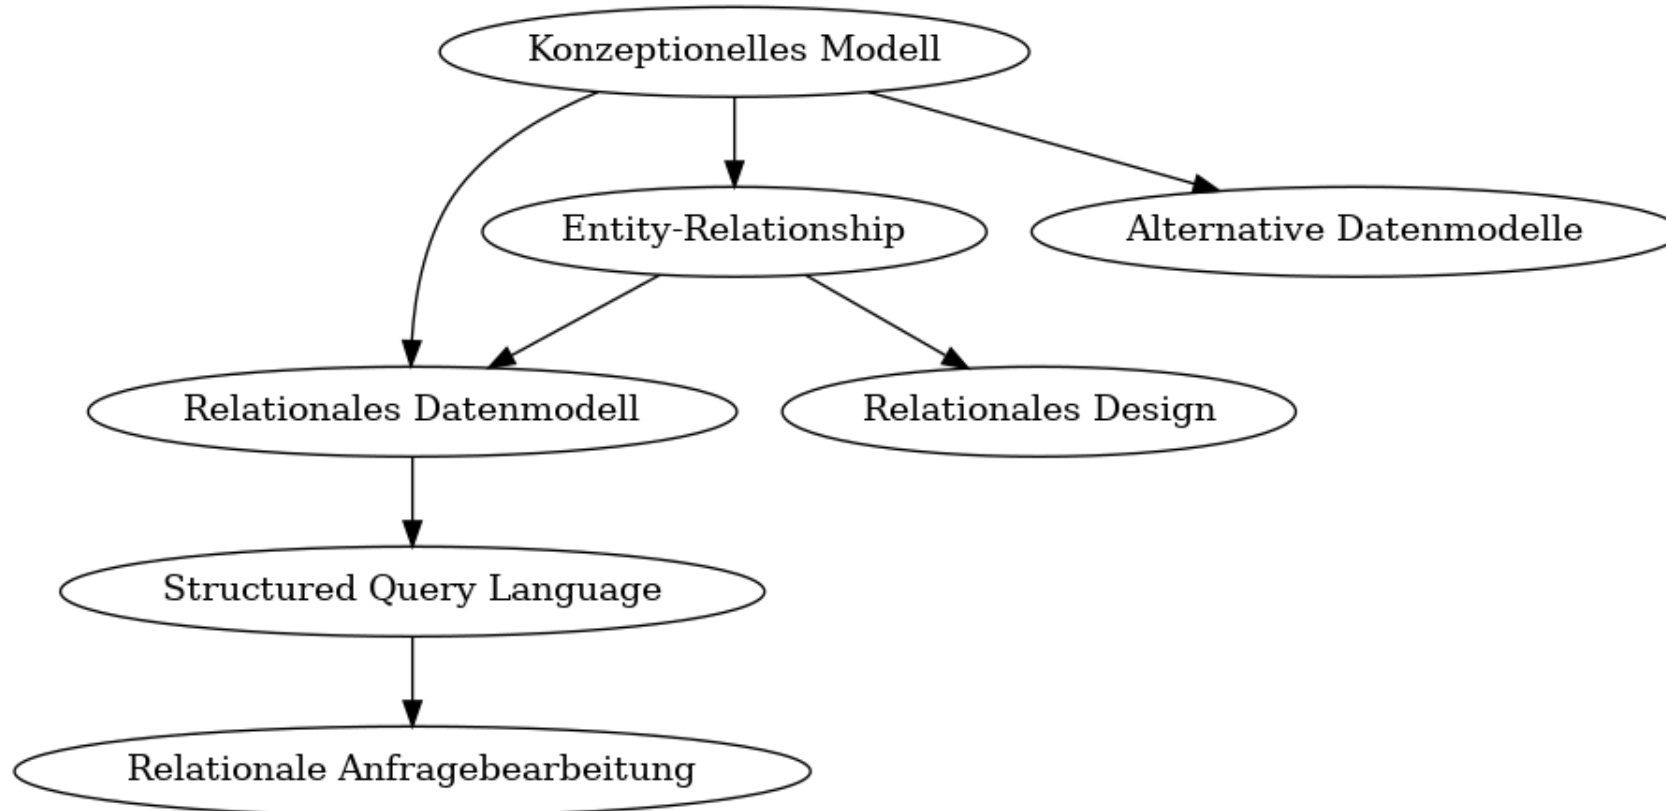 Konzeptionelles Modell
Entity-Relationship
Alternative Datenmodelle
Relationales Datenmodell
Relationales Design
Structured Query Language
Relationale Anfragebearbeitung